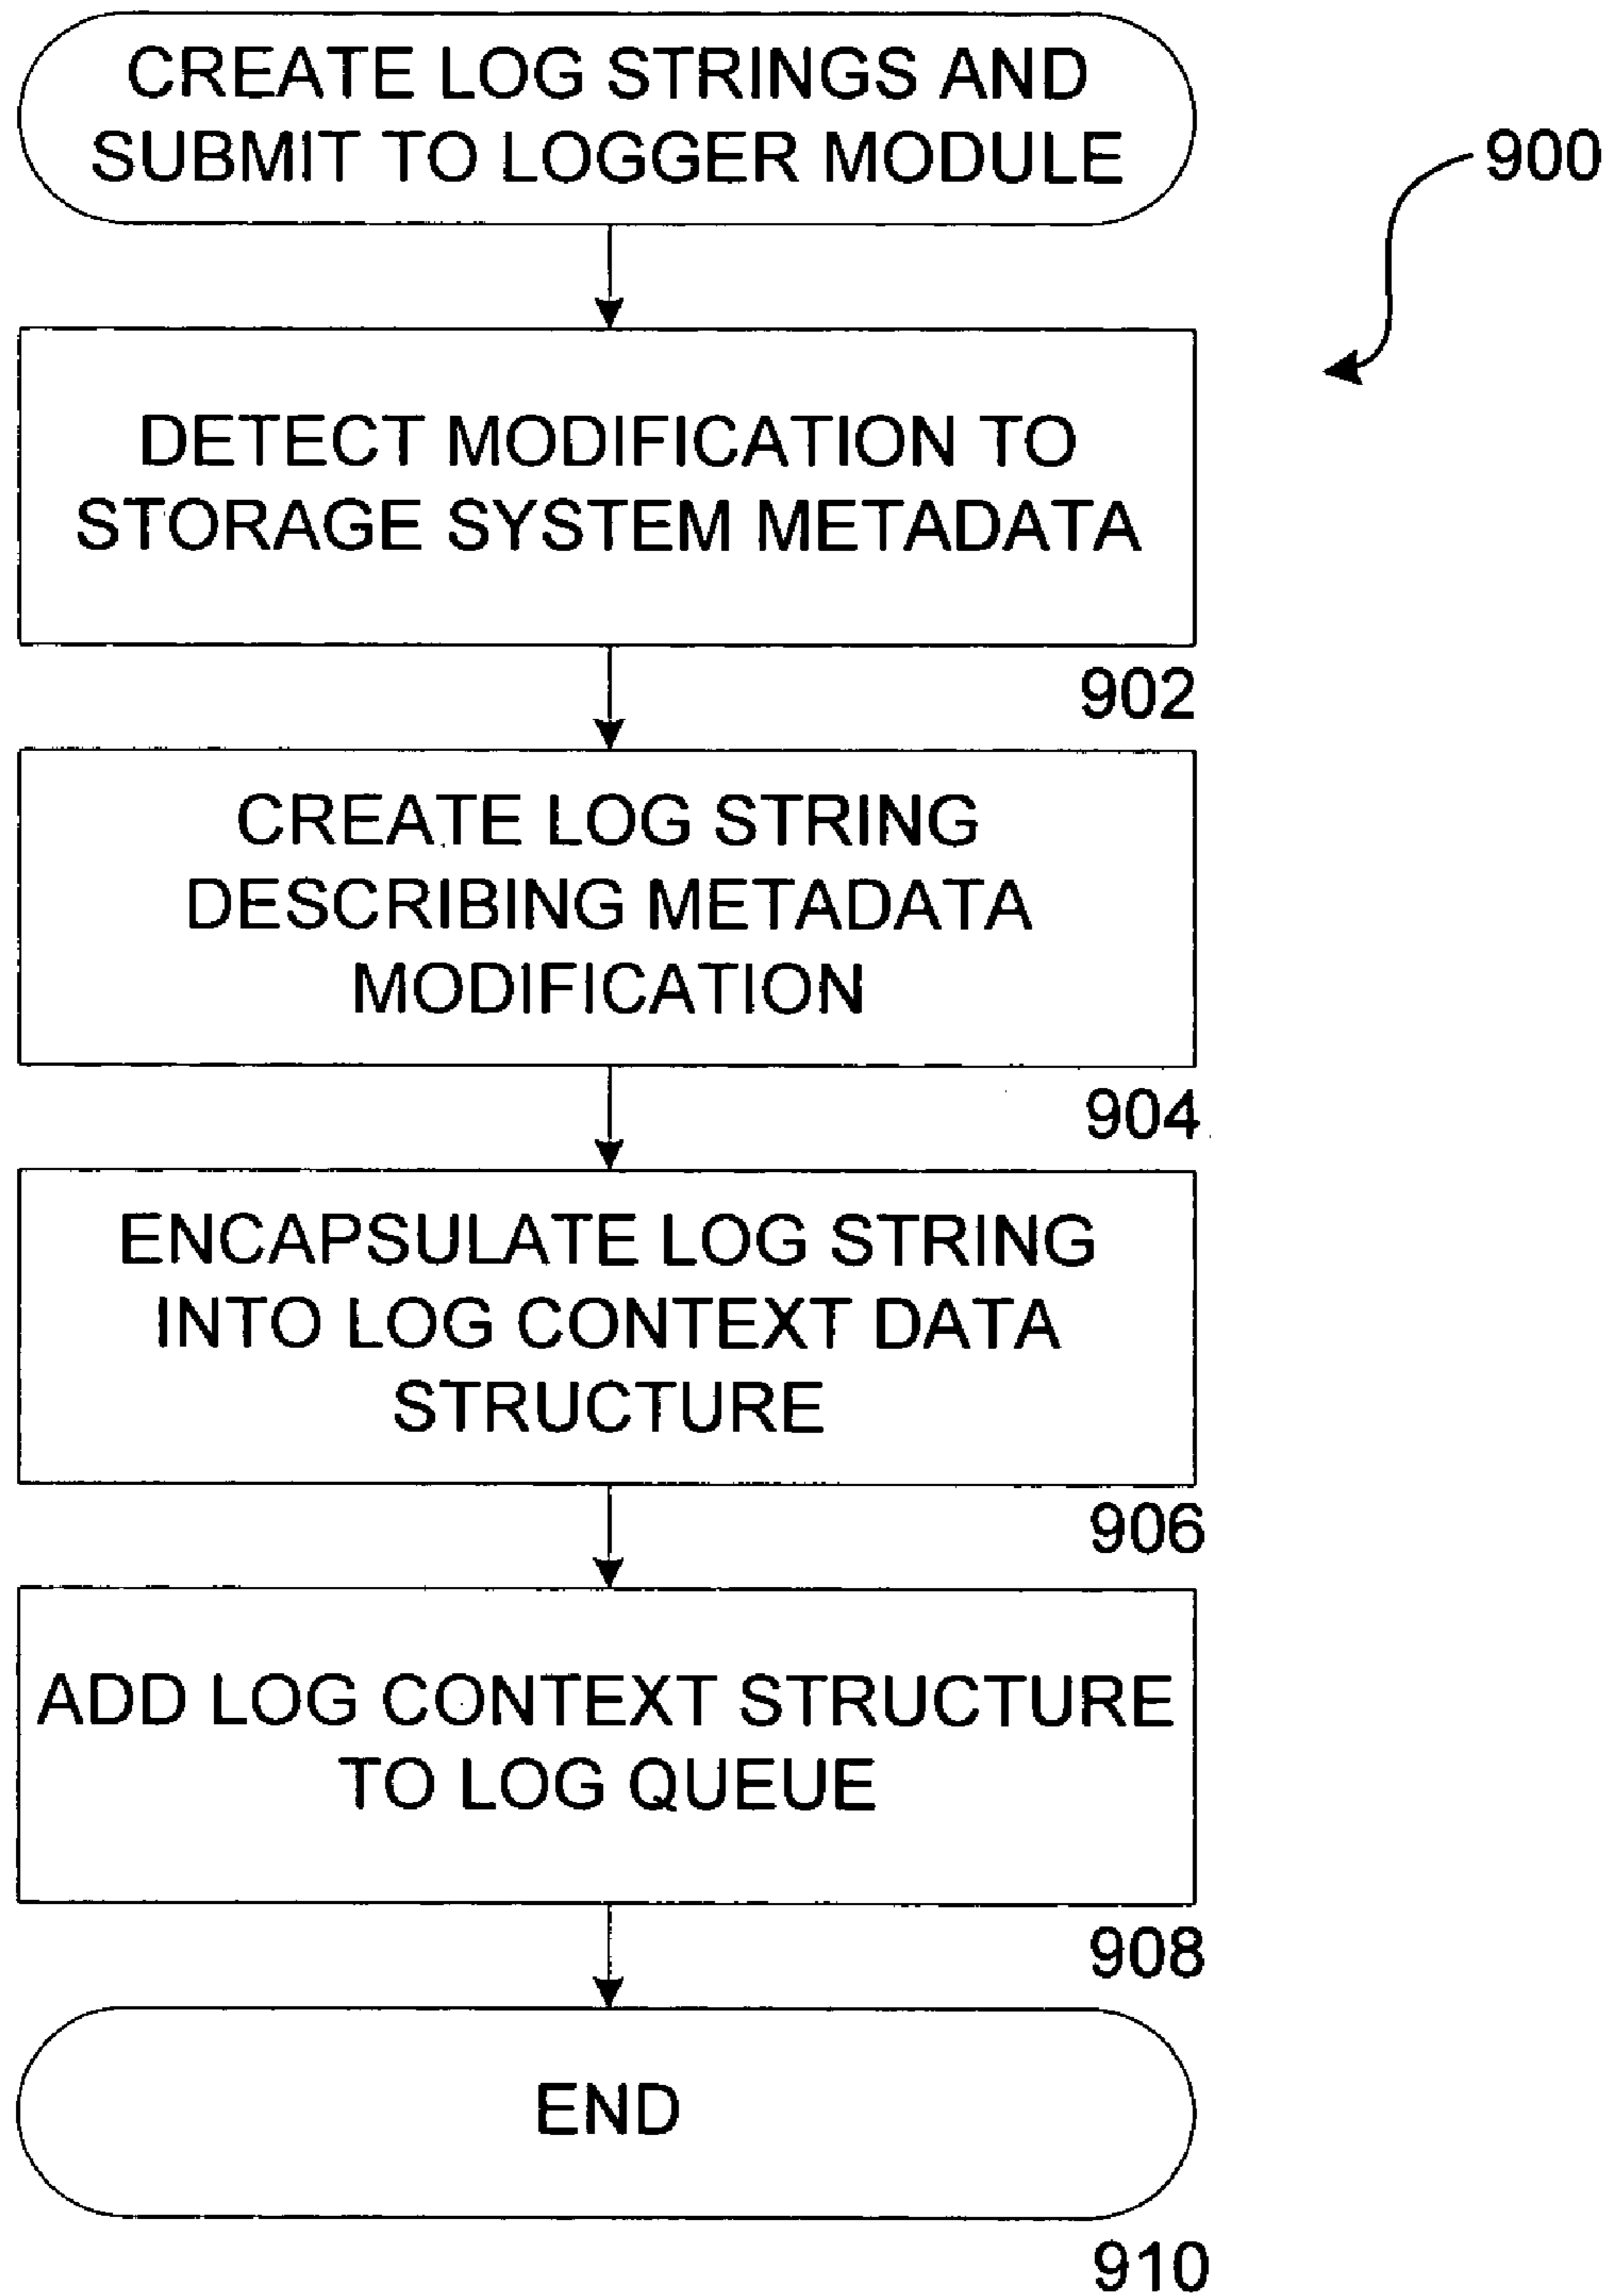 CREATE LOG STRINGS AND
SUBMIT TO LOGGER MODULE
900
DETECT MODIFICATION TO
STORAGE SYSTEM METADATA
902
CREATE LOG STRING
DESCRIBING METADATA
MODIFICATION
904
ENCAPSULATE LOG STRING
INTO LOG CONTEXT DATA
STRUCTURE
906
ADD LOG CONTEXT STRUCTURE
TO LOG QUEUE
908
END
910